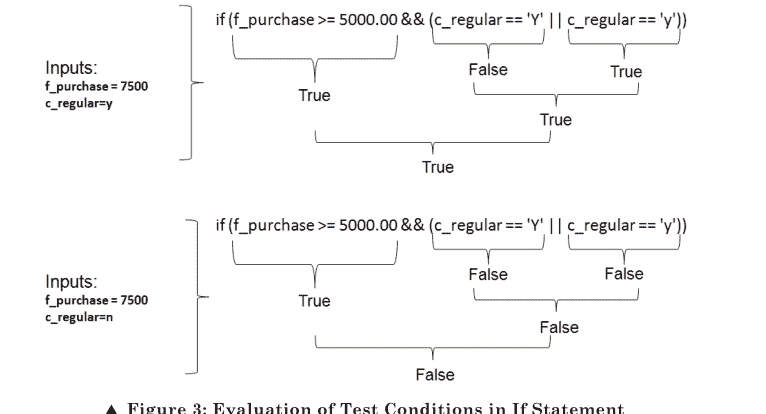 if (f_purchase >= 5000.00 && (c_regular == 'Y' || c_regular == 'y'))
Inputs:
f_purchase = 7500
c_regular=y
False
True
True
True
True
if (f_purchase >= 5000.00 && (c_regular == 'Y' || c_regular == 'y'))
Inputs:
f_purchase = 7500
c_regular=n
False
False
True
False
False
▲ Figure 3: Evaluation of Test Conditions in If Statement